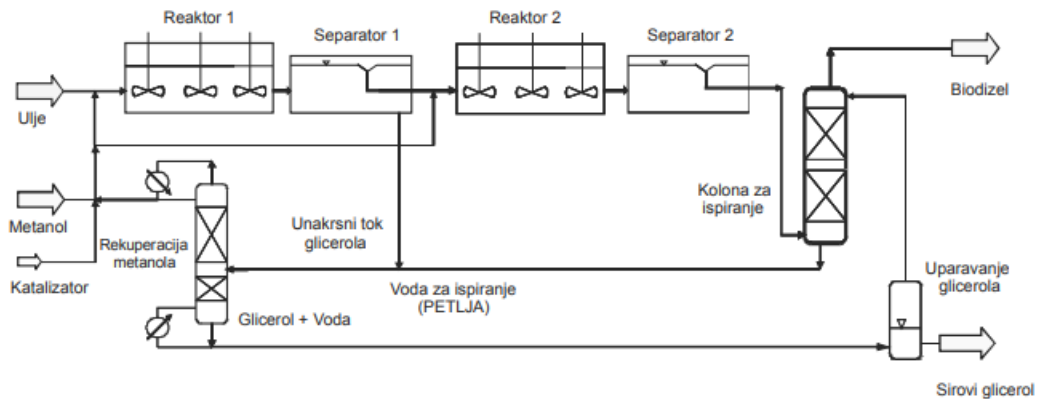 Reaktor 1
Separator 1
Reaktor 2
Separator 2
Ulje
Biodizel
Metanol
Rekuperacija
metanola
Unakrsni tok
glicerola
Kolona za
ispiranje
Katalizator
Voda za ispiranje
(PETLJA)
Uparavanje
glicerola
Glicerol + Voda
Sirovi glicerol